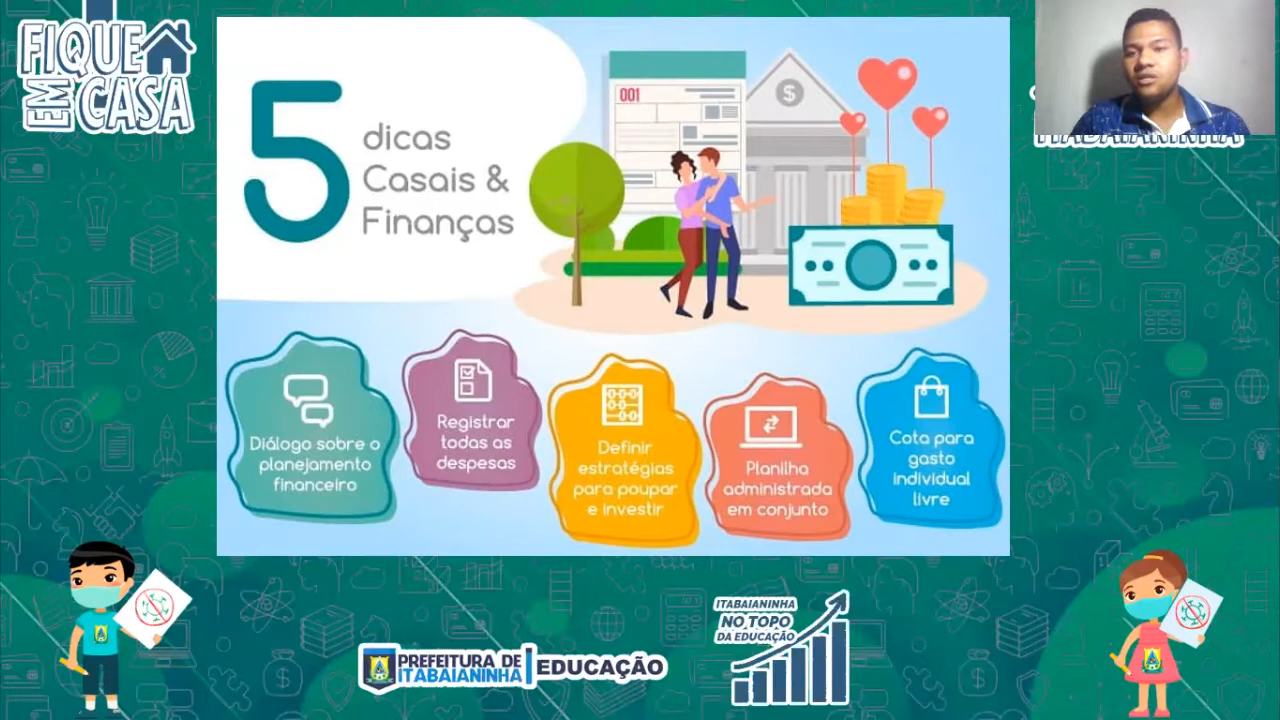 FIQUE
EM
CASA
5
dicas
Casais &
Finanças
001
$
ITABAIANINHA
Diálogo sobre o
planejamento
financeiro
Registrar
todas as
despesas
Definir
estratégias
para poupar
e investir
Planilha
administrada
em conjunto
Cota para
gasto
individual
livre
PREFEITURA DE
ITABAIANINHA
EDUCAÇÃO
ITABAIANINHA
NO TOPO
DA EDUCAÇÃO